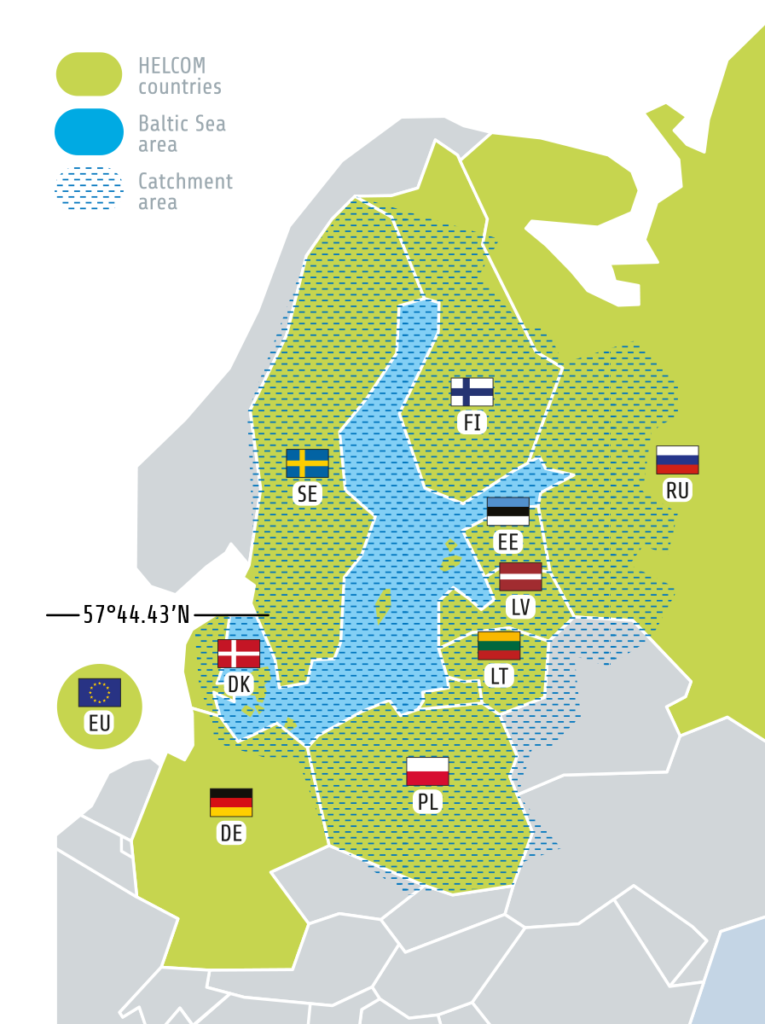 HELCOM
countries
Baltic Sea
area
Catchment
area
FI
RU
SE
EE
LV
57°44.43’N
LT
DK
EU
PL
DE